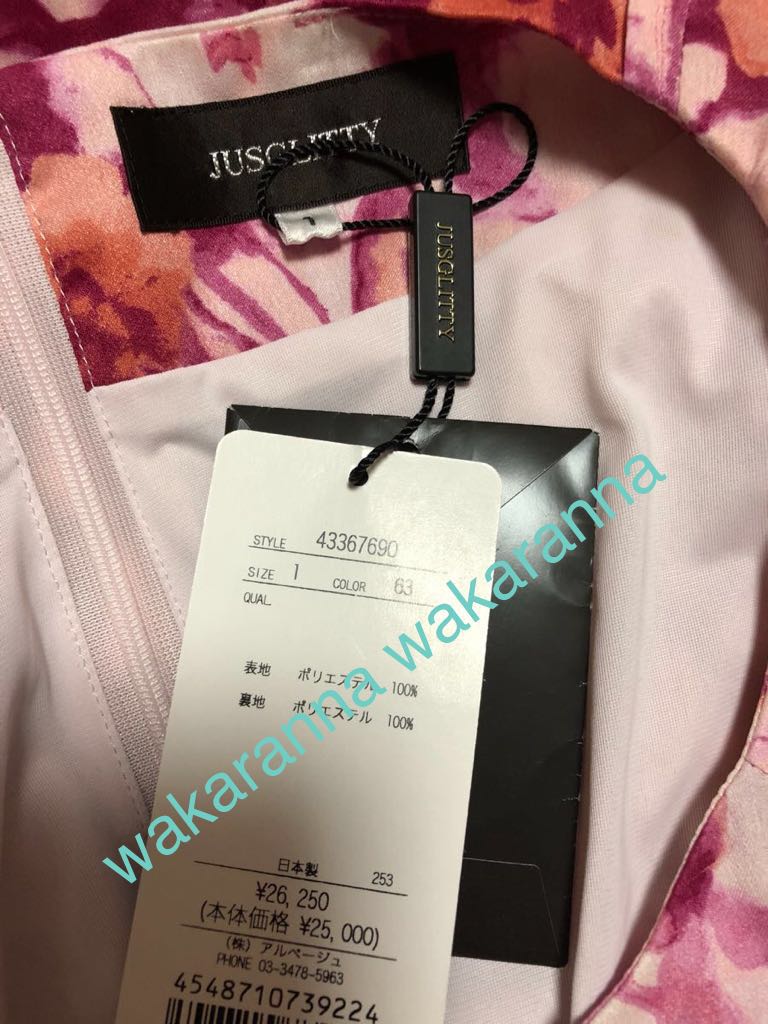 JUSGLITTY
1
JUSGLITTY
STYLE 43367690
SIZE 1 COLOR 63
QUAL
表地 ポリエステル 100%
裏地 ポリエステル 100%
wakaranna wakaranna
日本製 253
¥26,250
(本体価格 ¥25,000)
(株) アルページュ
PHONE 03-3478-5963
4548710739224